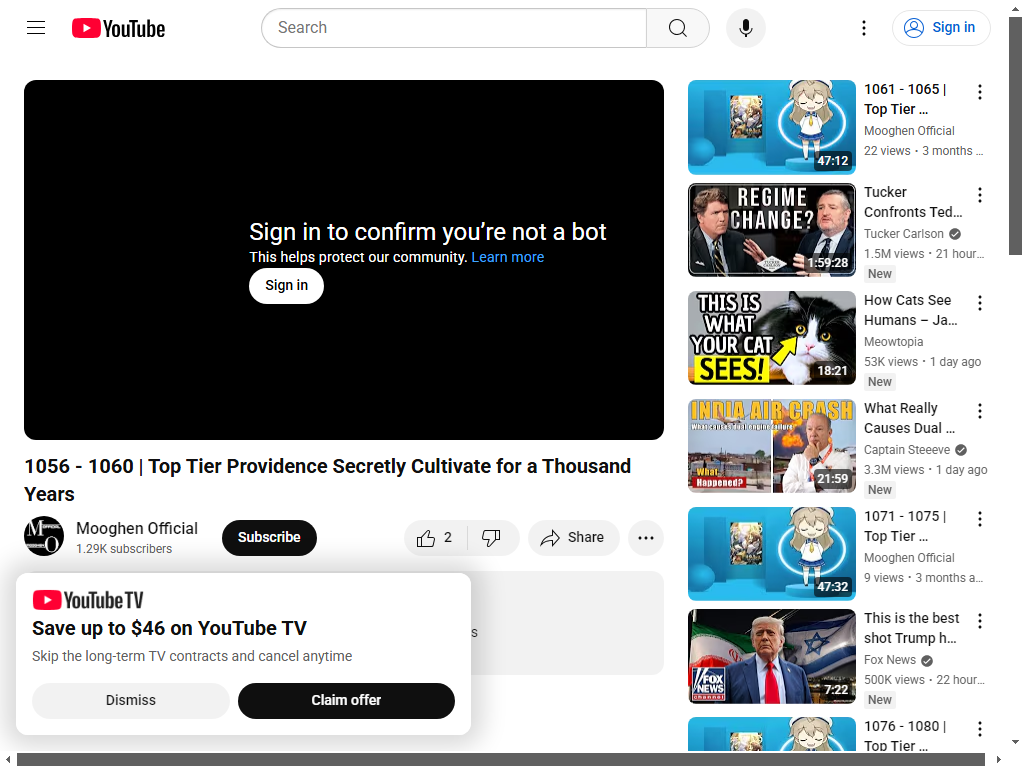 YouTube
Search
Sign in
Sign in to confirm you’re not a bot
This helps protect our community. Learn more
Sign in
1056 - 1060 | Top Tier Providence Secretly Cultivate for a Thousand
Years
Mooghen Official
1.29K subscribers
Subscribe
2
Share
s
YouTube TV
Save up to $46 on YouTube TV
Skip the long-term TV contracts and cancel anytime
Dismiss
Claim offer
47:12
1061 - 1065 |
Top Tier ...
Mooghen Official
22 views • 3 months ...
REGIME
CHANGE?
1:59:28
Tucker
Confronts Ted...
Tucker Carlson
1.5M views • 21 hour...
New
THIS IS
WHAT
YOUR CAT
SEES!
18:21
How Cats See
Humans – Ja...
Meowtopia
53K views • 1 day ago
New
INDIA AIR CRASH
What causes dual engine failure
What
Happened?
21:59
What Really
Causes Dual ...
Captain Steeeve
3.3M views • 1 day ago
New
47:32
1071 - 1075 |
Top Tier ...
Mooghen Official
9 views • 3 months a...
FOX
NEWS
channel
7:22
This is the best
shot Trump h...
Fox News
500K views • 22 hour...
New
1076 - 1080 |
Top Tier ...